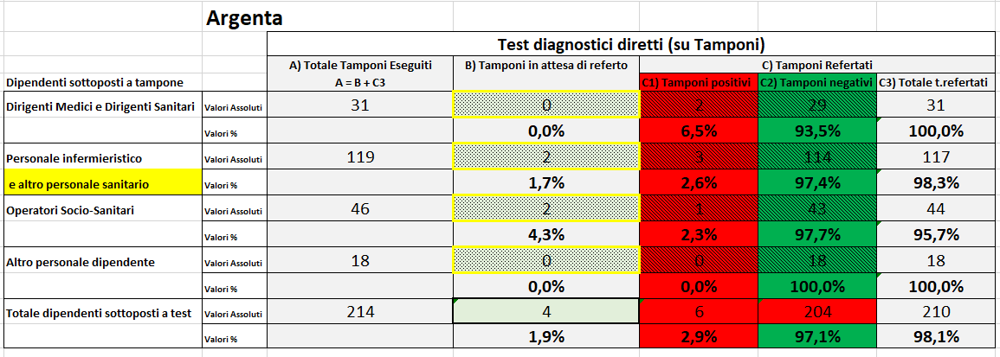 Argenta
Test diagnostici diretti (su Tamponi)
A) Totale Tamponi Eseguiti B) Tamponi in attesa di referto C) Tamponi Refertati
Dipendenti sottoposti a tampone A = B + C3 C1) Tamponi positivi C2) Tamponi negativi C3) Totale t.refertati
Dirigenti Medici e Dirigenti Sanitari Valori Assoluti 31 0 2 29 31
Valori % 0,0% 6,5% 93,5% 100,0%
Personale infermieristico Valori Assoluti 119 2 3 114 117
e altro personale sanitario Valori % 1,7% 2,6% 97,4% 98,3%
Operatori Socio-Sanitari Valori Assoluti 46 2 1 43 44
Valori % 4,3% 2,3% 97,7% 95,7%
Altro personale dipendente Valori Assoluti 18 0 0 18 18
Valori % 0,0% 0,0% 100,0% 100,0%
Totale dipendenti sottoposti a test Valori Assoluti 214 4 6 204 210
Valori % 1,9% 2,9% 97,1% 98,1%